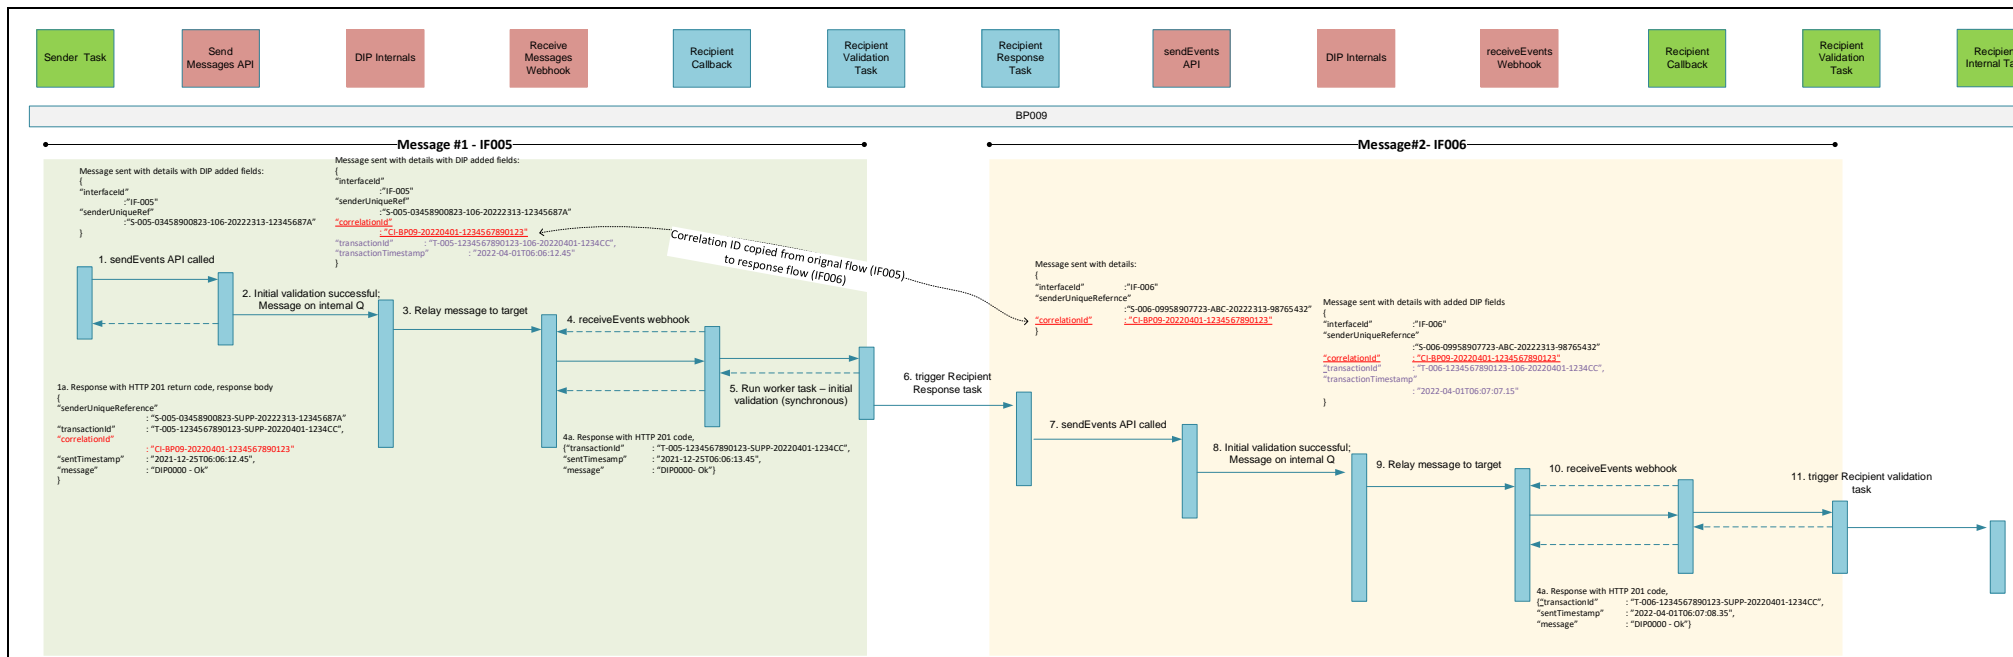 Sender  Task
Send
Messages API
DIP Internals
Receive
Messages
Webhook
Recipient
Callback
Recipient
Validation
Task
Recipient
Response
Task
sendEvents
API
DIP Internals
receiveEvents
Webhook
Recipient
Callback
Recipient
Validation
Task
Internal
BP009
Message #1 - IF005
Message#2- IF006
Message sent with details with DIP added fields:
{
“interfaceId”
:“IF-005”
“senderUniqueRef”
:“S-005-03458900823-106-20222313-12345687A”
}
Message sent with details with DIP added fields:
{
“interfaceId”
:“IF-005”
“senderUniqueRef”
:“S-005-03458900823-106-20222313-12345687A”
“correlationId”
: “CI-BP09-20220401-1234567890123”
“transactionId” : “T-005-1234567890123-106-20220401-1234CC”,
“transactionTimestamp” : “2022-04-01T06:06:12.45”
}
Correlation ID copied from orignal flow (IF005)
to response flow (IF006)
1. sendEvents API called
2. Initial validation successful;
Message on internal Q
3. Relay message to target
4. receiveEvents webhook
5. Run worker task – initial
validation (synchronous)
6. trigger Recipient
Response task
1a. Response with HTTP 201 return code, response body
{
“senderUniqueReference”
: “S-005-03458900823-SUPP-20222313-12345687A”
“transactionId” : “T-005-1234567890123-SUPP-20220401-1234CC”,
“correlationId”
: “CI-BP09-20220401-1234567890123”
“sentTimestamp” : “2021-12-25T06:06:12.45”,
“message” : “DIP0000 - Ok”
}
4a. Response with HTTP 201 code,
{“transactionId” : “T-005-1234567890123-SUPP-20220401-1234CC”,
“sentTimesamp” : “2021-12-25T06:06:13.45”,
“message” : “DIP0000- Ok”}
Message sent with details:
{
“interfaceId” :“IF-006”
“senderUniqueRefernce”
:“S-006-09958907723-ABC-20222313-98765432”
“correlationId” : “CI-BP09-20220401-1234567890123”
}
Message sent with details with added DIP fields
{
“interfaceId” :“IF-006”
“senderUniqueRefernce”
:“S-006-09958907723-ABC-20222313-98765432”
“correlationId” : “CI-BP09-20220401-1234567890123”
“transactionId” : “T-006-1234567890123-106-20220401-1234CC”,
“transactionTimestamp”
: “2022-04-01T06:07:07.15”
}
7. sendEvents API called
8. Initial validation successful;
Message on internal Q
9. Relay message to target
10. receiveEvents webhook
11. trigger Recipient validation
task
4a. Response with HTTP 201 code,
{“transactionId” : “T-006-1234567890123-SUPP-20220401-1234CC”,
“sentTimestamp” : “2022-04-01T06:07:08.35”,
“message” : “DIP0000 - Ok”}